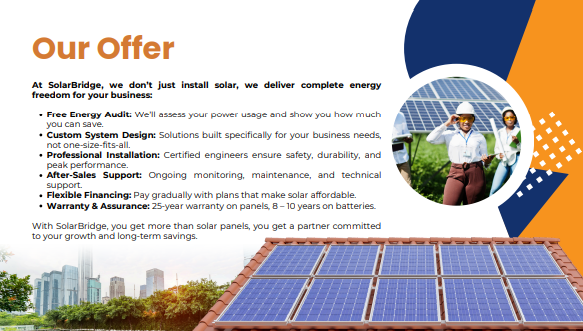 Our Offer
At SolarBridge, we don't just install solar, we deliver complete energy
freedom for your business:
• Free Energy Audit: We'll assess your power usage and show you how much
you can save.
• Custom System Design: Solutions built specifically for your business needs,
not one-size-fits-all.
• Professional Installation: Certified engineers ensure safety, durability, and
peak performance.
• After-Sales Support: Ongoing monitoring, maintenance, and technical
support.
• Flexible Financing: Pay gradually with plans that make solar affordable.
• Warranty & Assurance: 25-year warranty on panels, 8 – 10 years on batteries.
With SolarBridge, you get more than solar panels, you get a partner committed
to your growth and long-term savings.